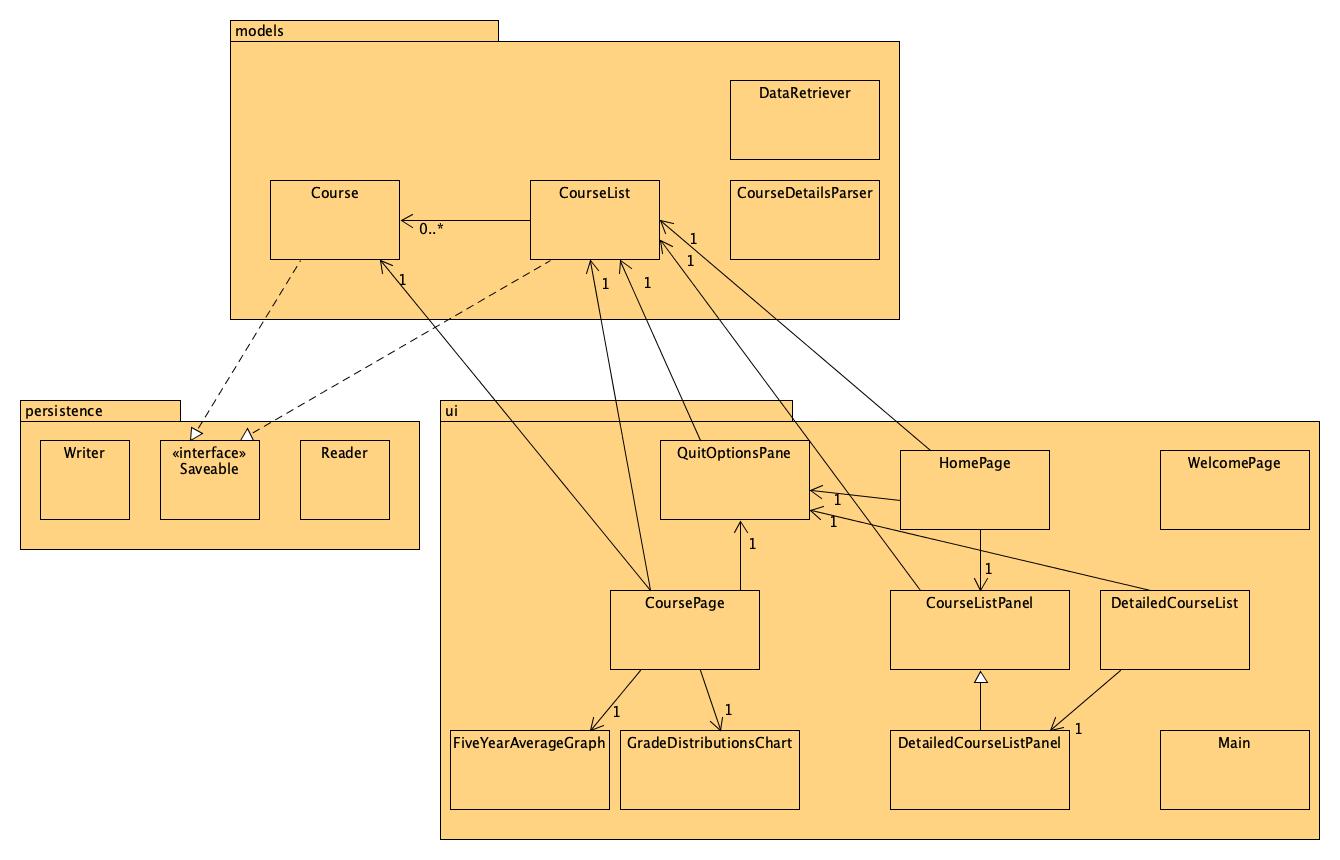 models
DataRetriever
Course
CourseList
CourseDetailsParser
0..*
1
1
1
1
1
persistence
ui
Writer
«interface»
Saveable
Reader
QuitOptionsPane
HomePage
WelcomePage
1
1
1
1
CoursePage
CourseListPanel
DetailedCourseList
1
1
1
FiveYearAverageGraph
GradeDistributionsChart
DetailedCourseListPanel
Main